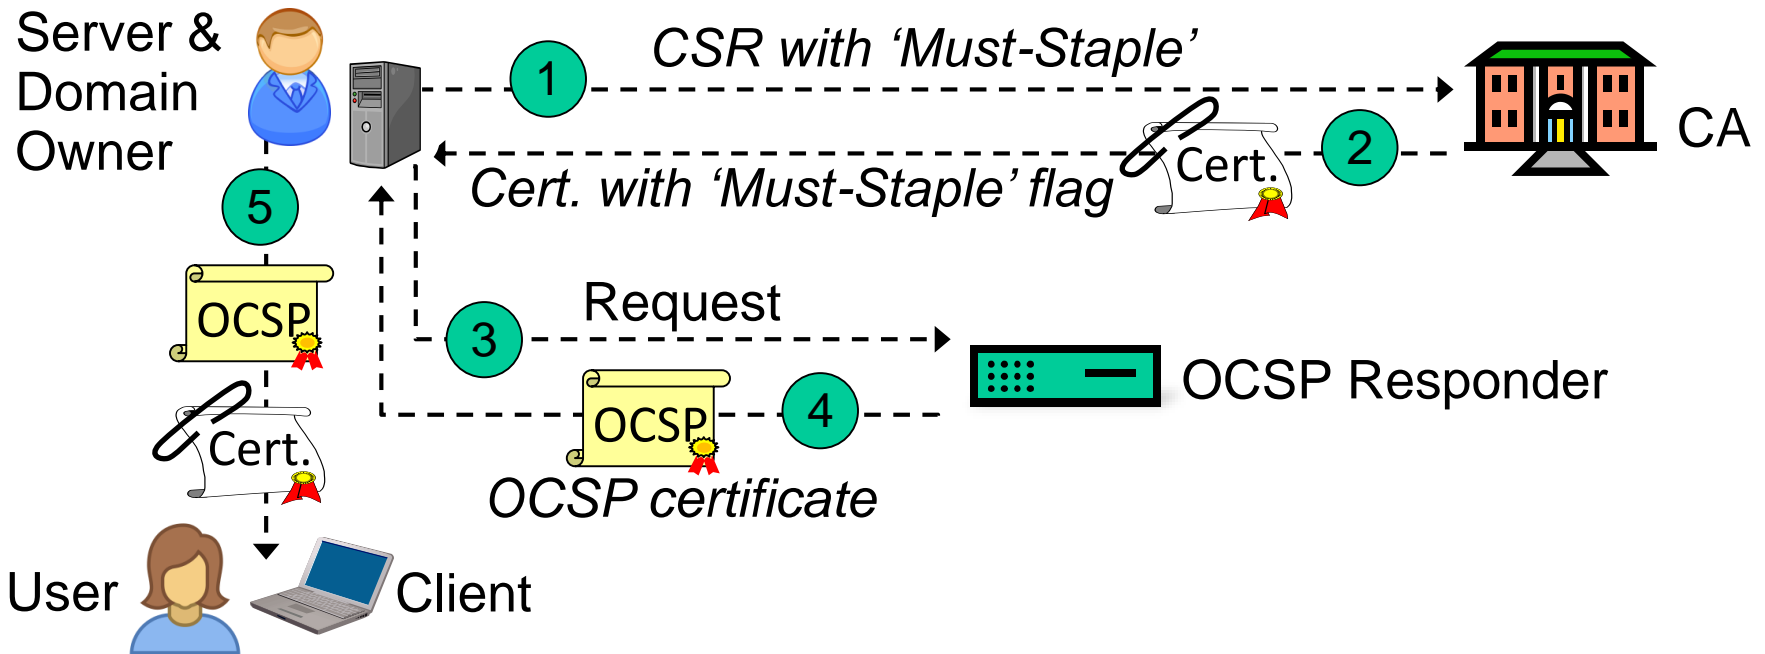 Server &
Domain
Owner
1
CSR with ‘Must-Staple’
CA
2
Cert.
Cert. with ‘Must-Staple’ flag
5
OCSP
Cert.
3
Request
OCSP Responder
4
OCSP
OCSP certificate
User
Client